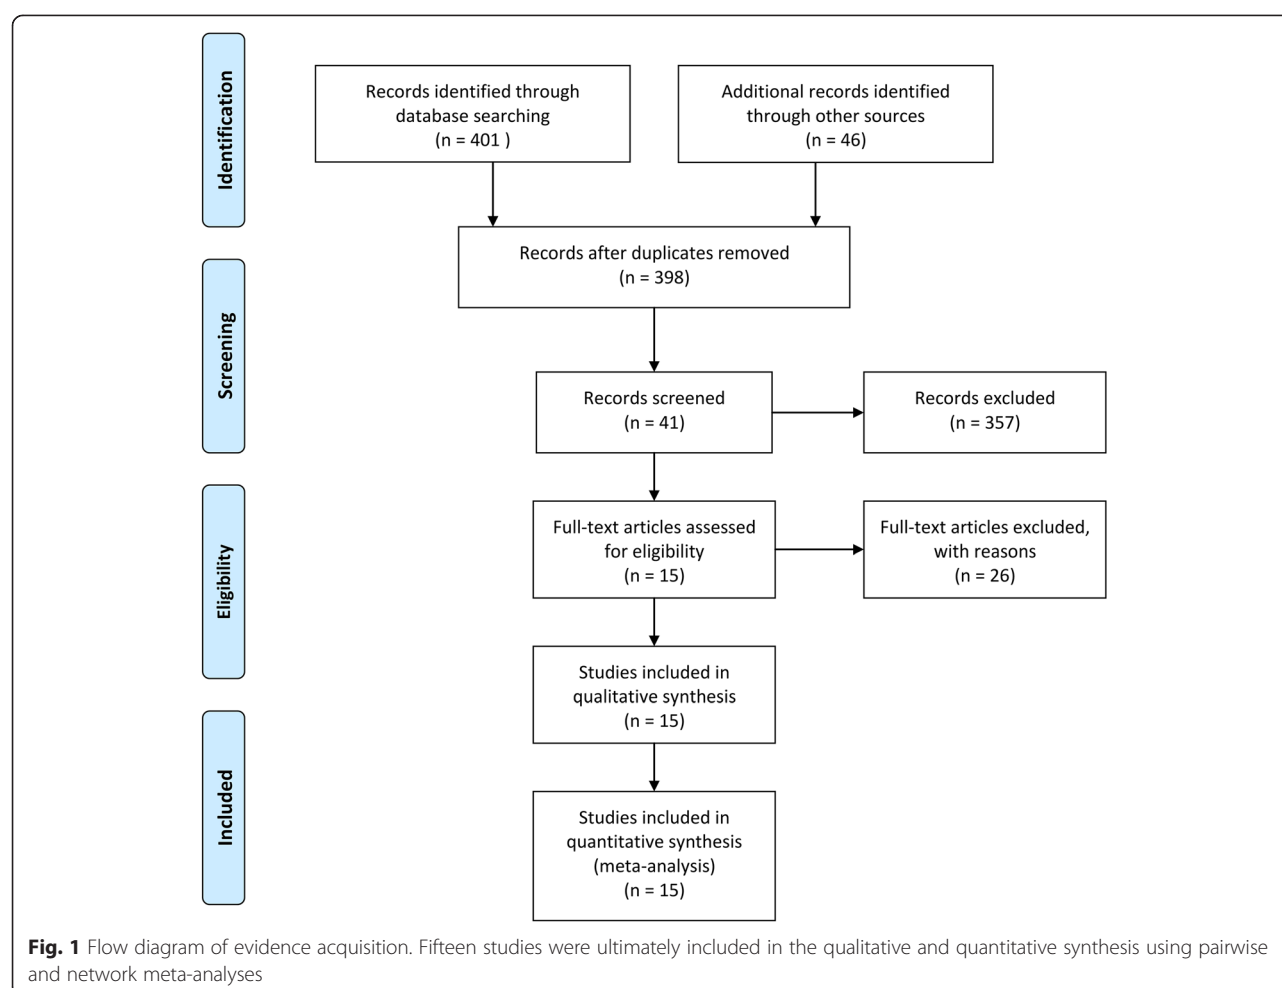 Identification
Records identified through
database searching
(n = 401 )
Additional records identified
through other sources
(n = 46)
Records after duplicates removed
(n = 398)
Screening
Records screened
(n = 41)
Records excluded
(n = 357)
Eligibility
Full-text articles assessed
for eligibility
(n = 15)
Full-text articles excluded,
with reasons
(n = 26)
Studies included in
qualitative synthesis
(n = 15)
Included
Studies included in
quantitative synthesis
(meta-analysis)
(n = 15)
Fig. 1 Flow diagram of evidence acquisition. Fifteen studies were ultimately included in the qualitative and quantitative synthesis using pairwise
and network meta-analyses